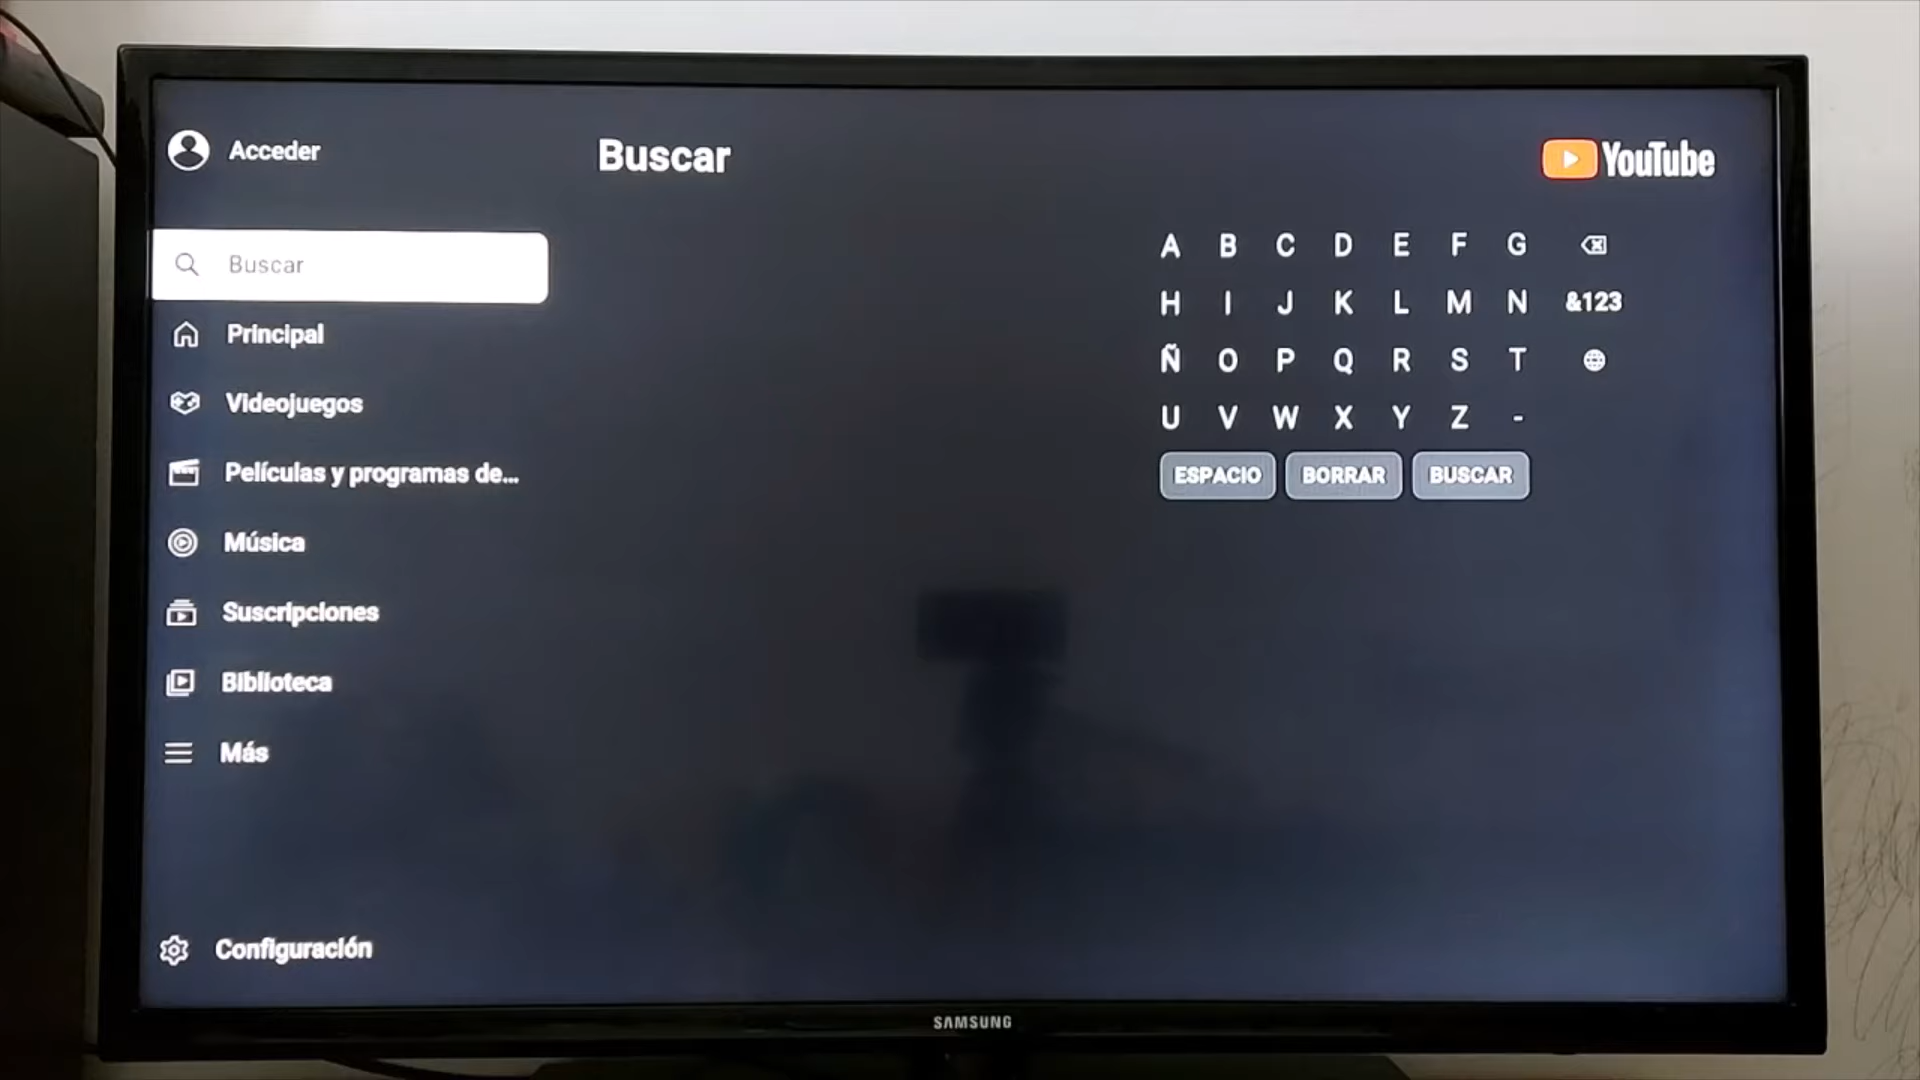 Acceder
Buscar
YouTube
Buscar
Principal
Videojuegos
Películas y programas de...
Música
Suscripciones
Biblioteca
Más
Configuración
A B C D E F G
H I J K L M N &123
Ñ O P Q R S T
U V W X Y Z -
ESPACIO BORRAR BUSCAR
SAMSUNG